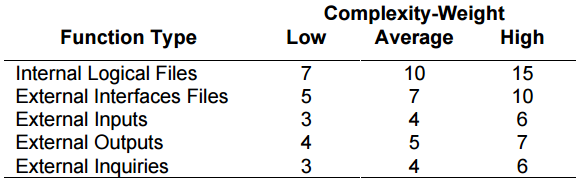 Complexity-Weight
Function Type Low Average High
Internal Logical Files 7 10 15
External Interfaces Files 5 7 10
External Inputs 3 4 6
External Outputs 4 5 7
External Inquiries 3 4 6